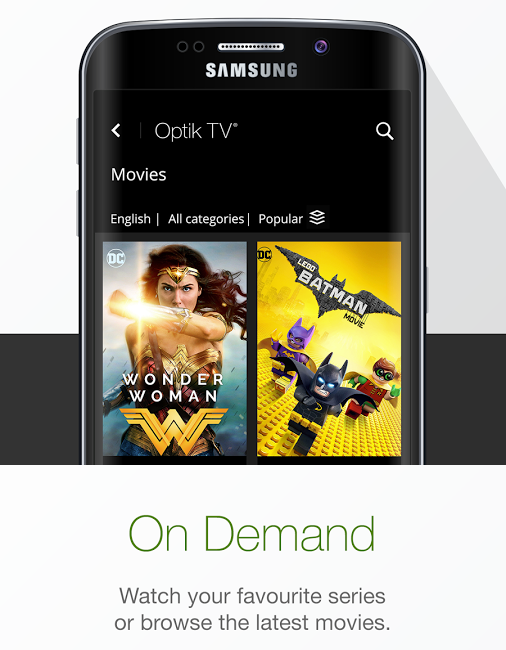 SAMSUNG
Optik TV®
Movies
English | All categories | Popular
DC
DC
WONDER
WOMAN
LEGO
BATMAN
MOVIE
On Demand
Watch your favourite series
or browse the latest movies.